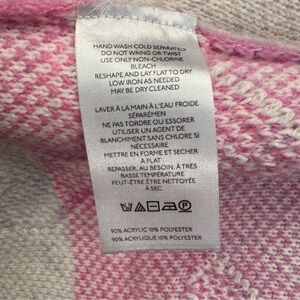 HAND WASH COLD SEPARATELY
DO NOT WRING OR TWIST
USE ONLY NON-CHLORINE
BLEACH
RESHAPE AND LAY FLAT TO DRY
LOW IRON AS NEEDED
MAY BE DRY CLEANED
LAVER À LA MAIN À L'EAU FROIDE
SÉPARÉMEN
NE PAS TORDRE OU ESSORER
UTILISER UN AGENT DE
BLANCHIMENT SANS CHLORE SI
NÉCESSAIRE
METTRE EN FORME ET SÉCHER
À PLAT
REPASSER, AU BESOIN, À TRÈS
BASSE TEMPÉRATURE
PEUT-ÊTRE ÊTRE NETTOYÉE
À SEC
P
90% ACRYLIC 10% POLYESTER
90% ACRYLIQUE 10% POLYESTER